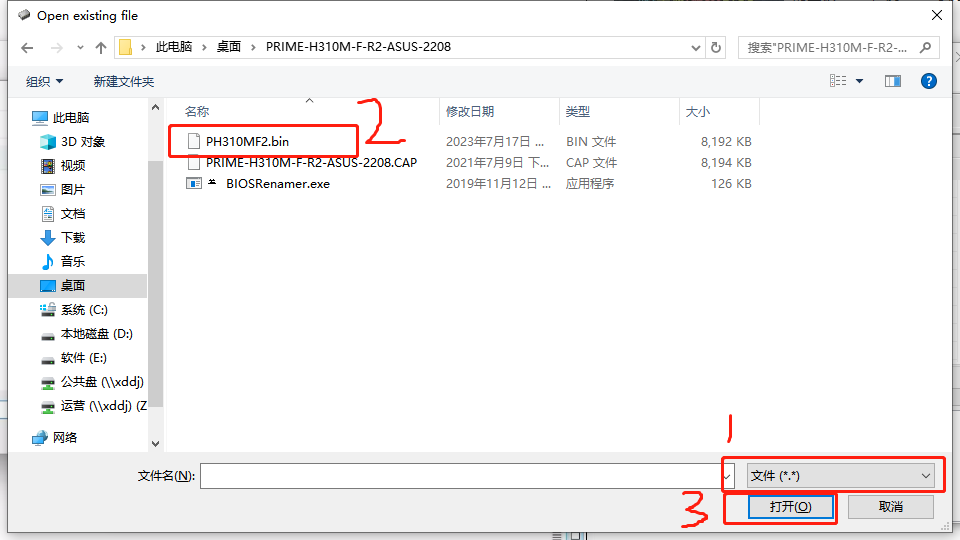 Open existing file
此电脑 桌面 PRIME-H310M-F-R2-ASUS-2208
搜索"PRIME-H310M-F-R2-...
组织 新建文件夹
此电脑
3D 对象
视频
图片
文档
下载
音乐
桌面
系统 (C:)
本地磁盘 (D:)
软件 (E:)
公共盘 (\\xddj)
运营 (\\xddj) (Z
网络
名称 修改日期 类型 大小
2
PH310MF2.bin 2023年7月17日 ... BIN 文件 8,192 KB
PRIME-H310M-F-R2-ASUS-2208.CAP 2021年7月9日 下... CAP 文件 8,194 KB
BIOSRenamer.exe 2019年11月12日 ... 应用程序 126 KB
1
文件名(N): 文件 (*.*)
3
打开(O) 取消